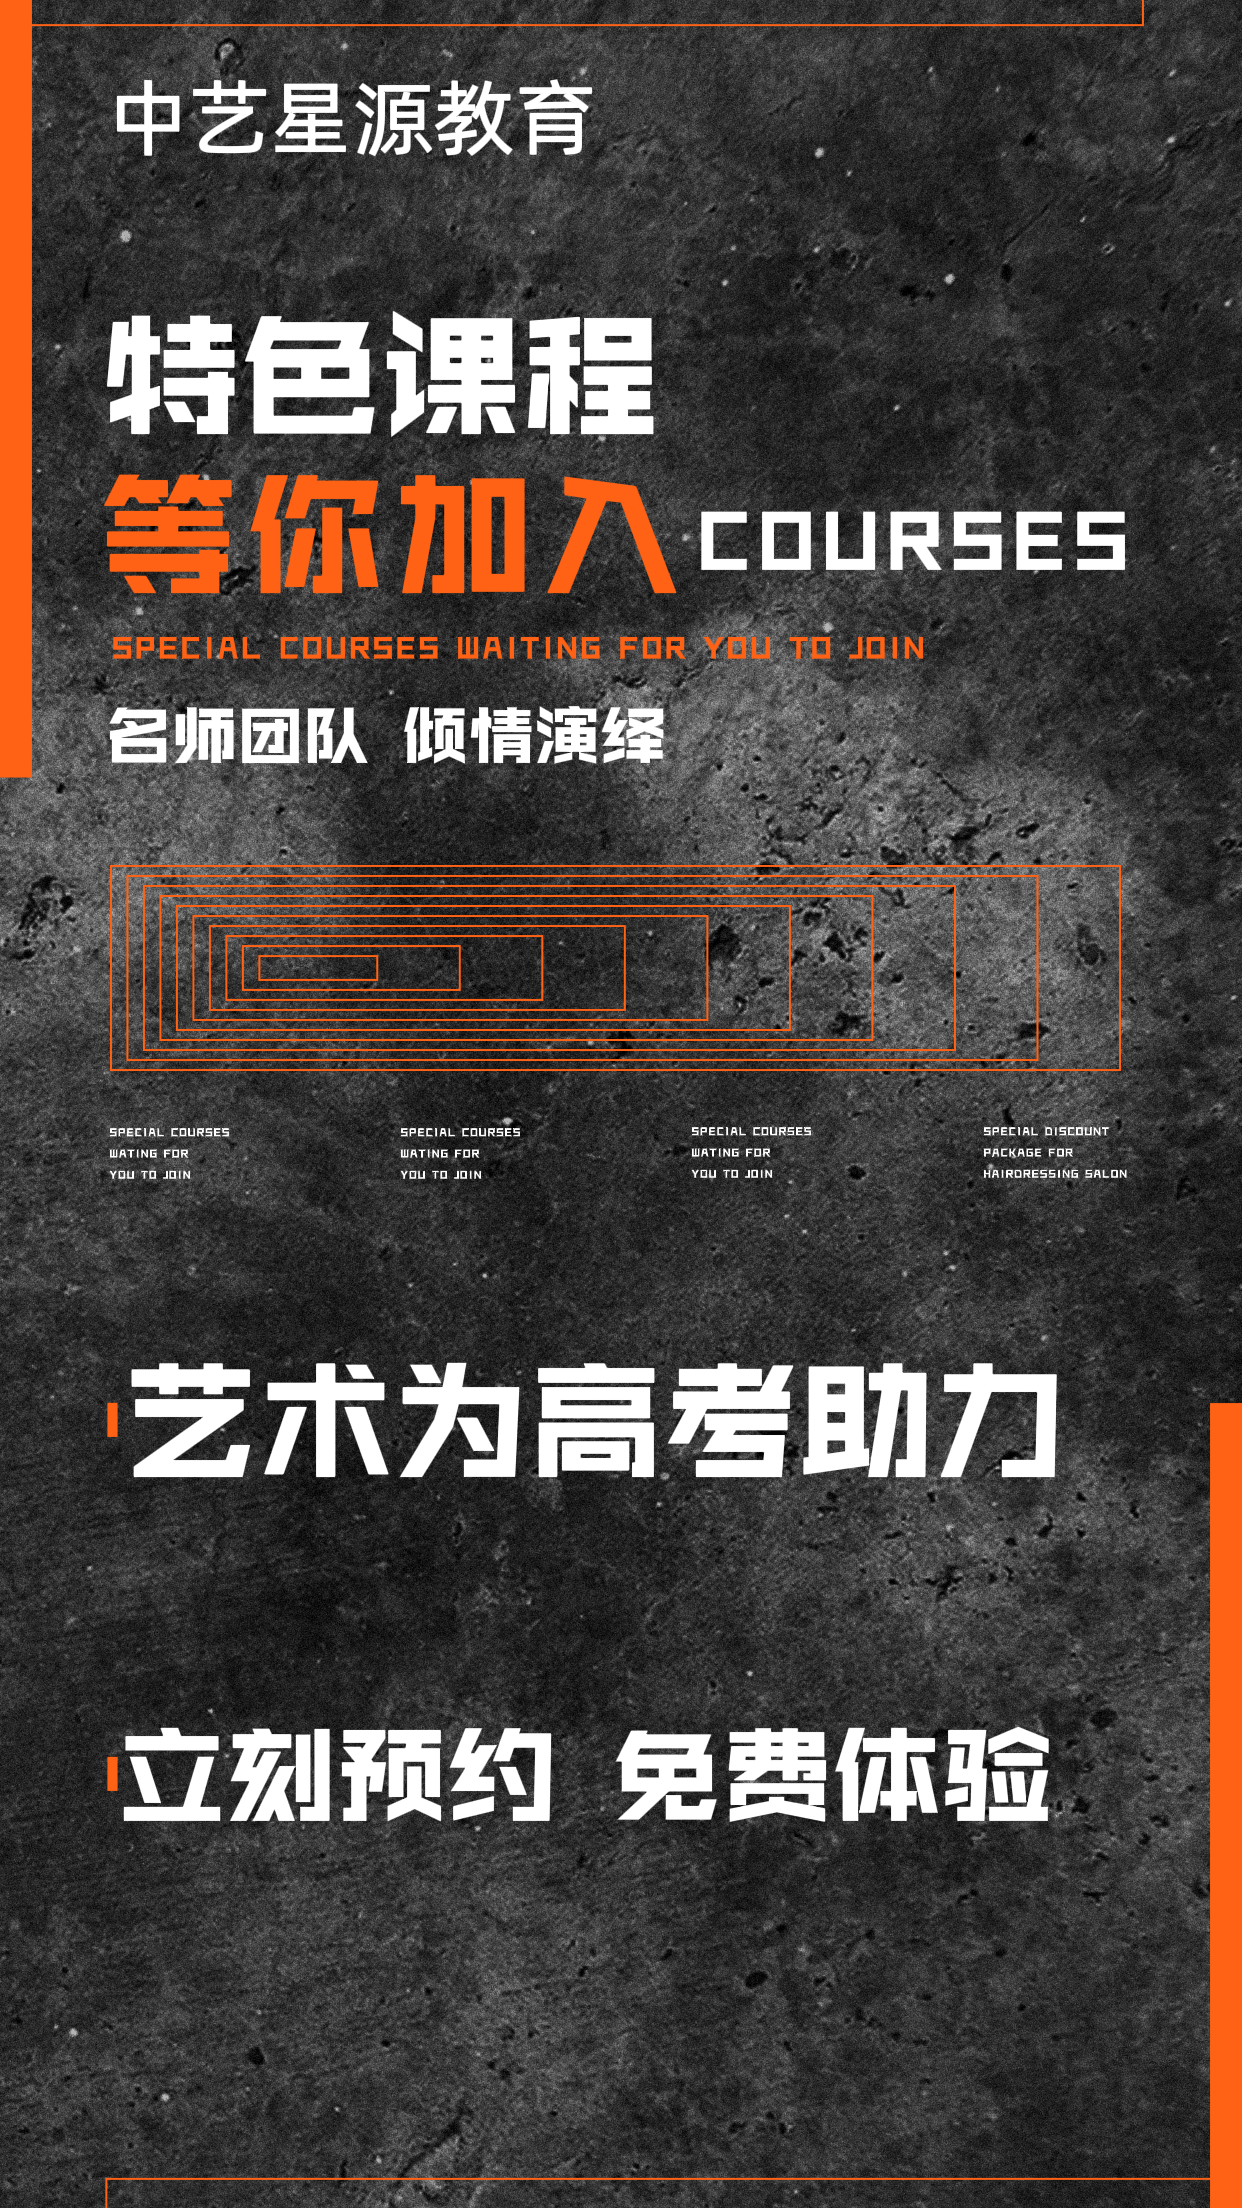 中艺星源教育
特色课程
等你加入 COURSES
SPECIAL COURSES WAITING FOR YOU TO JOIN
名师团队 倾情演绎
SPECIAL COURSES
WATING FOR
YOU TO JOIN
SPECIAL COURSES
WATING FOR
YOU TO JOIN
SPECIAL COURSES
WATING FOR
YOU TO JOIN
SPECIAL DISCOUNT
PACKAGE FOR
HAIRDRESSING SALON
艺术为高考助力
立刻预约 免费体验